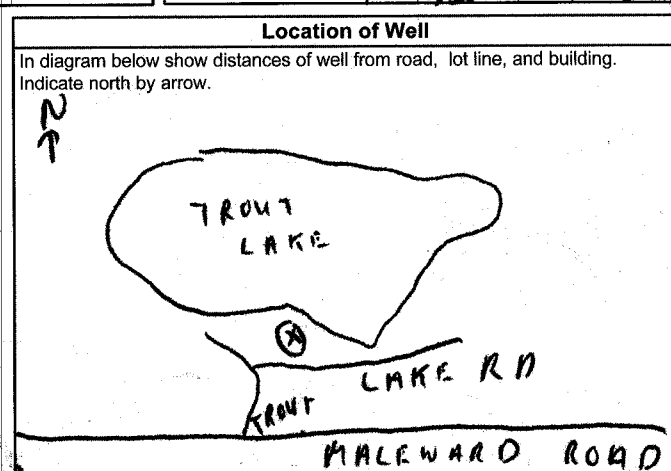 Location of Well
In diagram below show distances of well from road, lot line, and building.
Indicate north by arrow.
N
TROUT
LAKE
X
LAKE RD
TROUT
MALEWARD ROAD